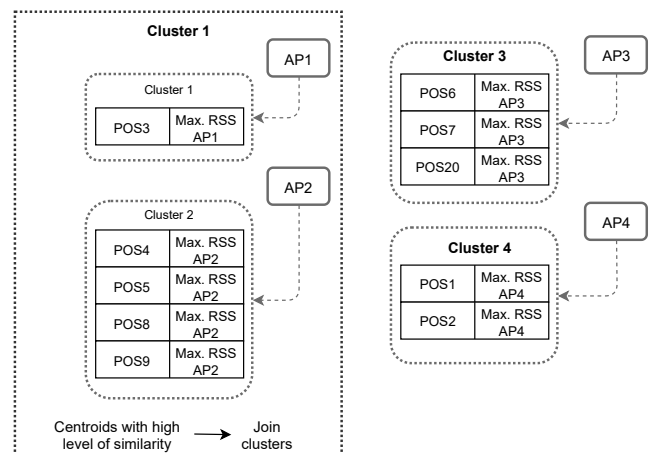 Cluster 1
AP1
Cluster 1
POS3
Max. RSS
AP1
AP2
Cluster 2
POS4
Max. RSS
AP2
POS5
Max. RSS
AP2
POS8
Max. RSS
AP2
POS9
Max. RSS
AP2
Centroids with high
level of similarity
Join
clusters
Cluster 3
AP3
POS6
Max. RSS
AP3
POS7
Max. RSS
AP3
POS20
Max. RSS
AP3
AP4
Cluster 4
POS1
Max. RSS
AP4
POS2
Max. RSS
AP4